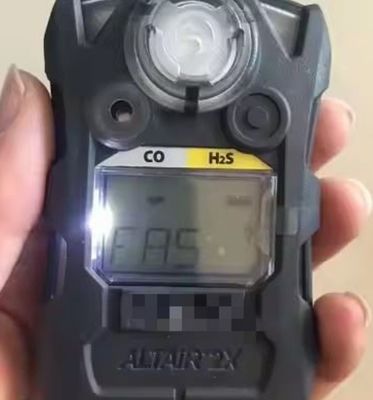 CO H2S
FAS
ALTAIR 2X